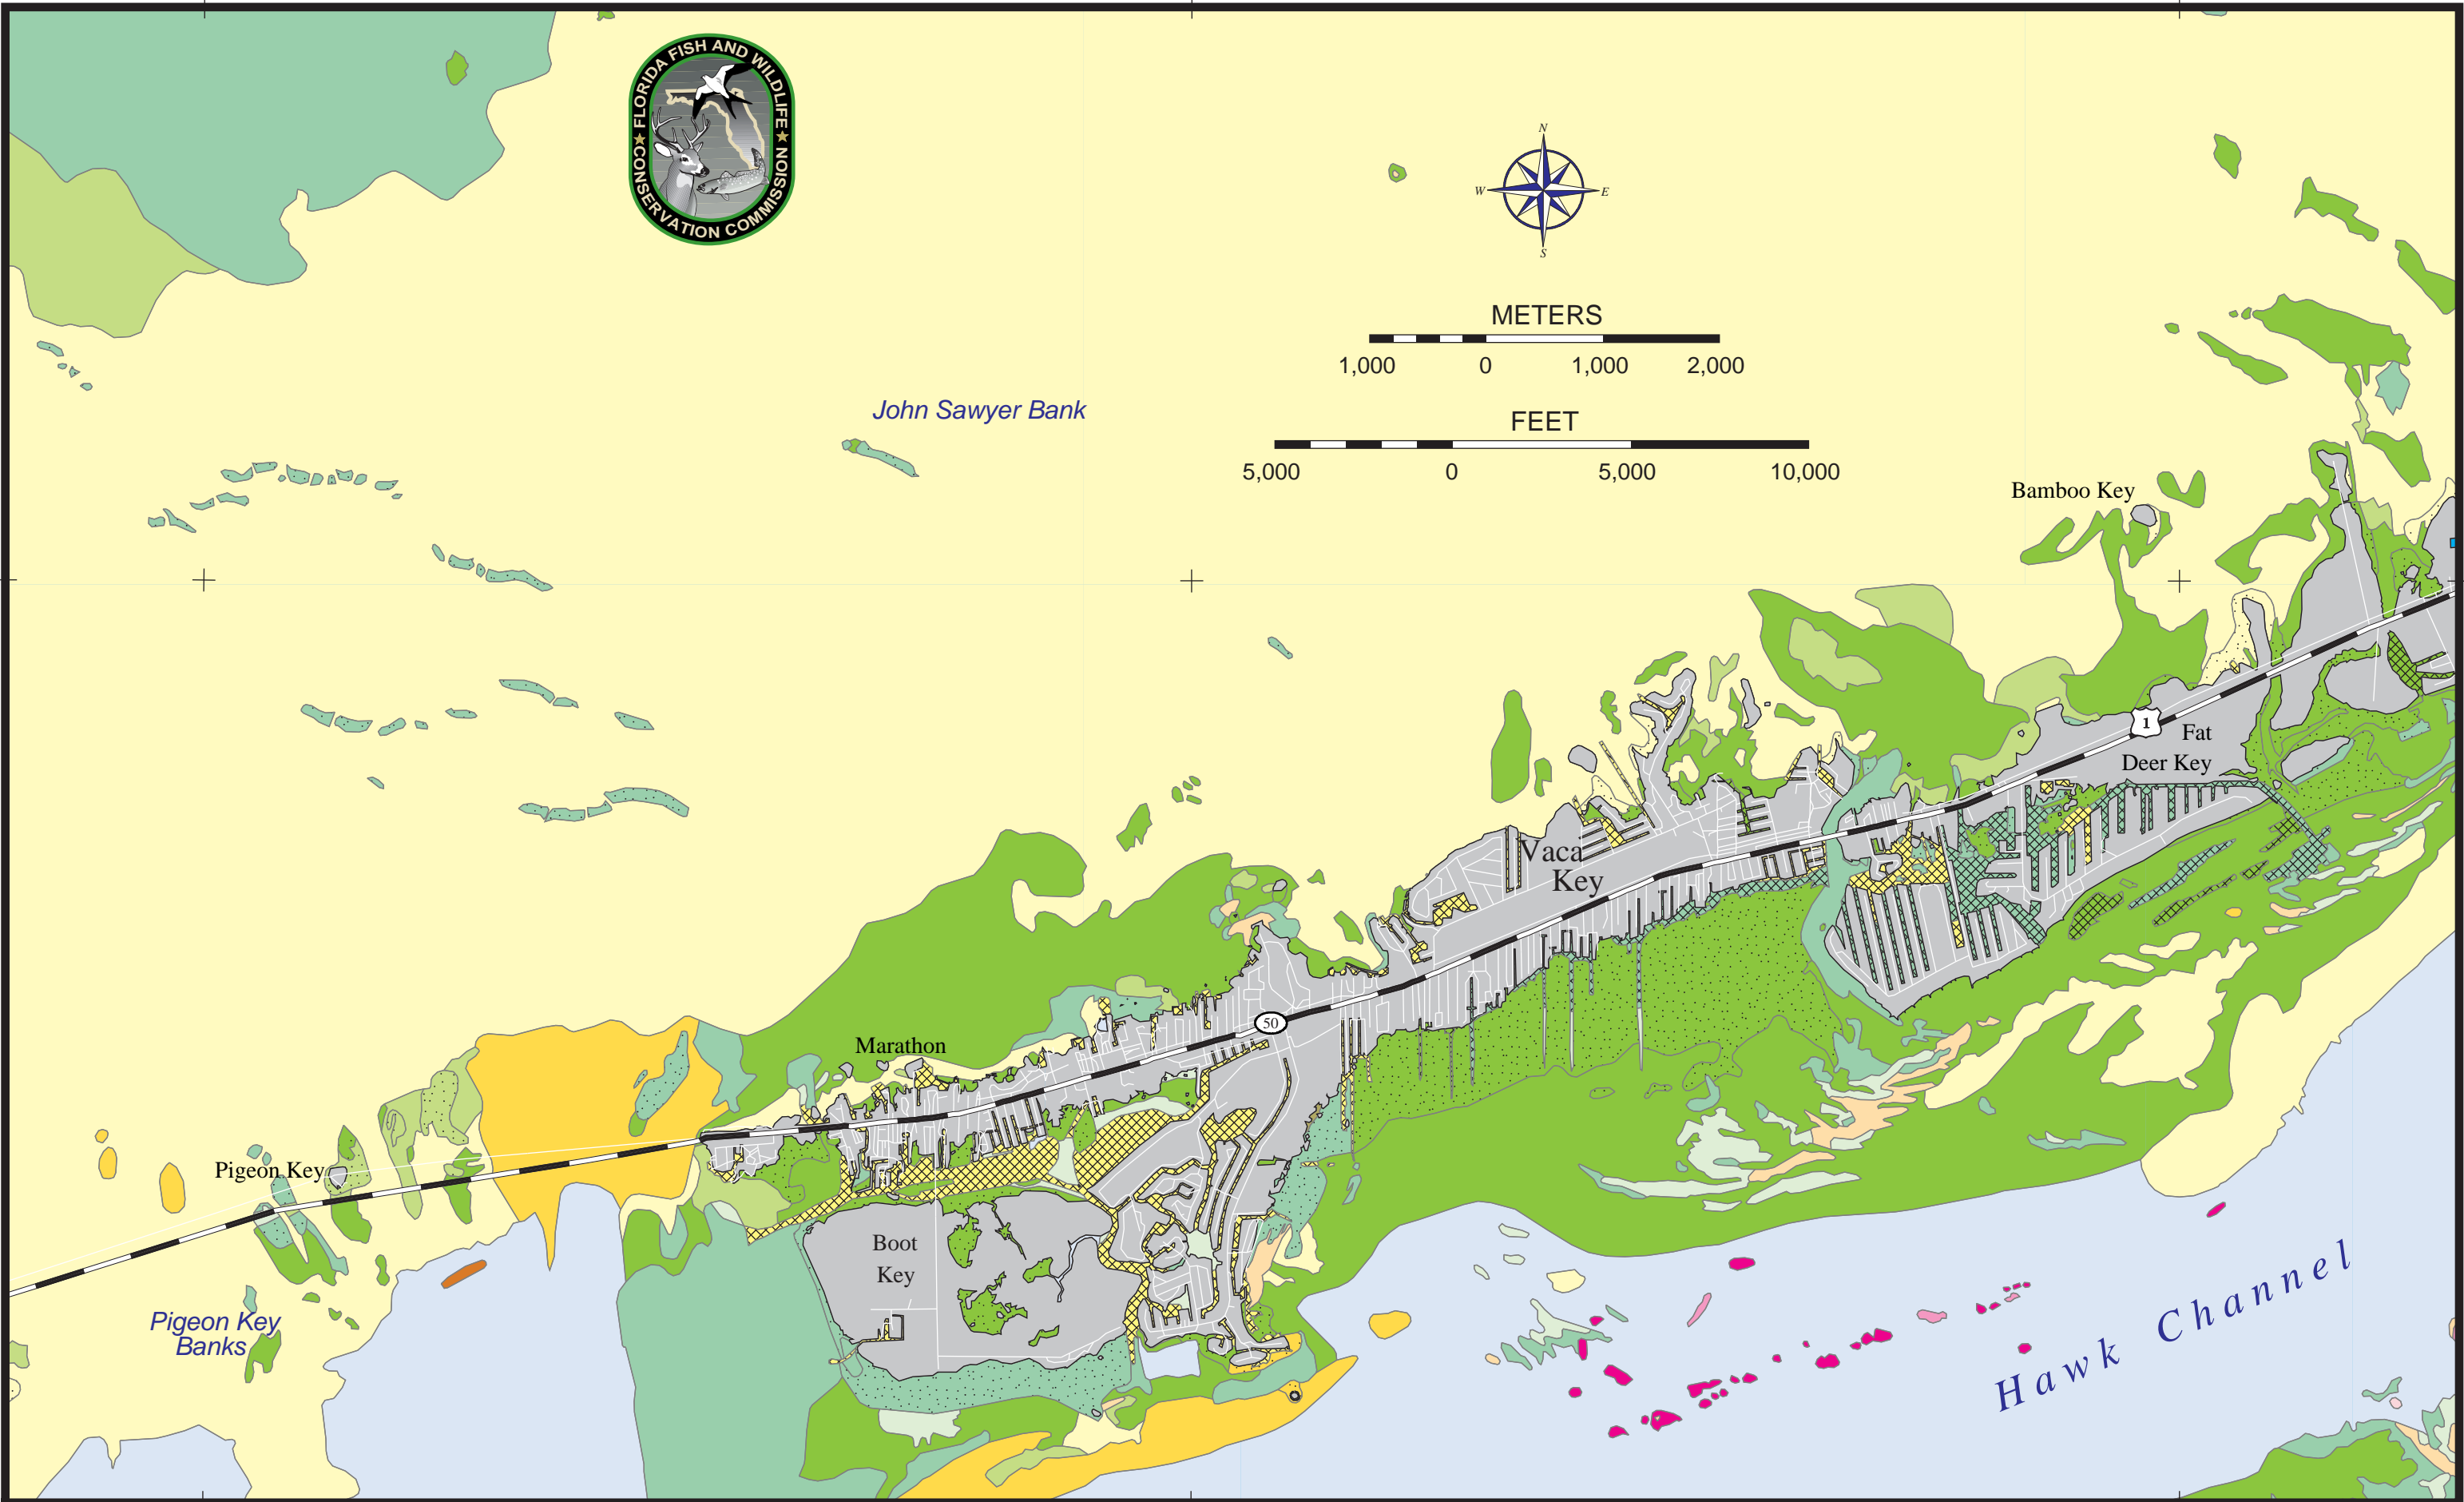 FLORIDA FISH AND WILDLIFE
CONSERVATION COMMISSION
N
W
E
S
METERS
1,000 0 1,000 2,000
FEET
5,000 0 5,000 10,000
John Sawyer Bank
Bamboo Key
1
Fat
Deer Key
Vaca
Key
50
Marathon
Pigeon Key
Boot
Key
Pigeon Key
Banks
Hawk Channel